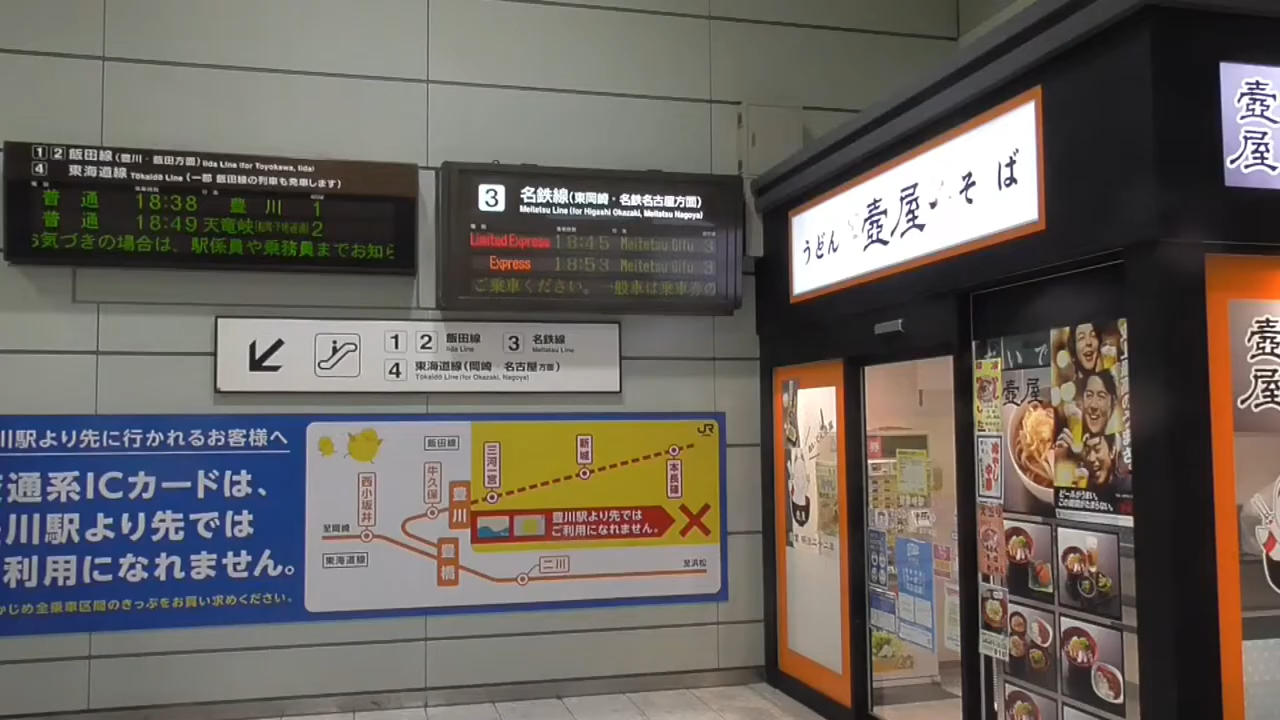 1 2 飯田線(豊川・飯田方面) Iida Line (for Toyokawa, Iida)
4 東海道線 Tōkaidō Line (一部 飯田線の列車も発車します)
普通 18:38 豊川 1
普通 18:49 天竜峡 2
気づきの場合は、駅係員や乗務員までお知ら
3 名鉄線(東岡崎・名鉄名古屋方面)
Meitetsu Line (for Higashi Okazaki, Meitetsu Nagoya)
Limited Express 18:45 Meitetsu Gifu 3
Express 18:53 Meitetsu Gifu 3
ご乗車ください。一般車は乗車券の
1 2 飯田線 Iida Line 3 名鉄線 Meitetsu Line
4 東海道線(岡崎・名古屋方面)
Tōkaidō Line (for Okazaki, Nagoya)
川駅より先に行かれるお客様へ
交通系ICカードは、
豊川駅より先では
利用になれません。
かじめ全乗車区間のきっぷをお買い求めください。
JR
飯田線
三河一宮
新城
本長篠
西小坂井
牛久保
豊川
豊川駅より先では
ご利用になれません。
至岡崎
東海道線
豊橋
二川
至浜松
うどん 壺屋 そば
壺屋
壺屋
壺屋